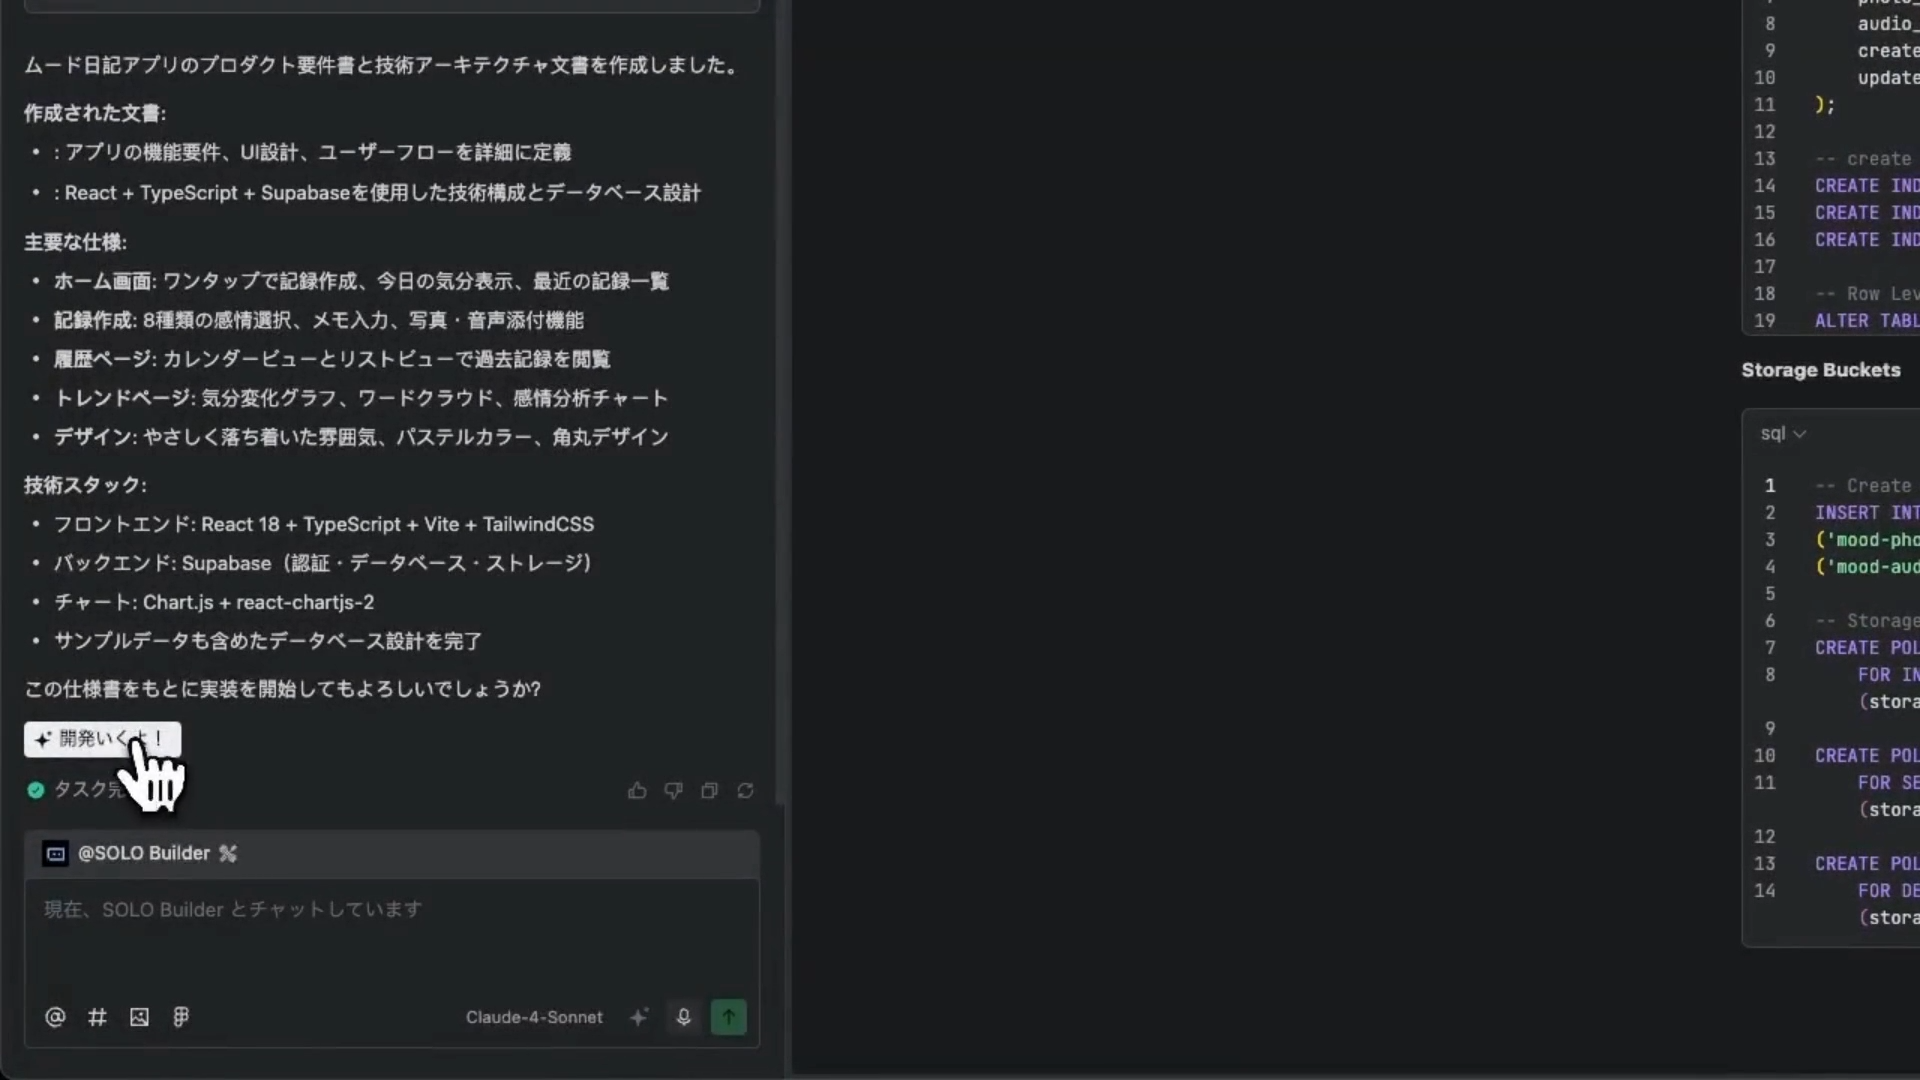 ムード日記アプリのプロダクト要件書と技術アーキテクチャ文書を作成しました。
作成された文書:
• : アプリの機能要件、UI設計、ユーザーフローを詳細に定義
• : React + TypeScript + Supabaseを使用した技術構成とデータベース設計
主要な仕様:
• ホーム画面: ワンタップで記録作成、今日の気分表示、最近の記録一覧
• 記録作成: 8種類の感情選択、メモ入力、写真・音声添付機能
• 履歴ページ: カレンダービューとリストビューで過去記録を閲覧
• トレンドページ: 気分変化グラフ、ワードクラウド、感情分析チャート
• デザイン: やさしく落ち着いた雰囲気、パステルカラー、角丸デザイン
技術スタック:
• フロントエンド: React 18 + TypeScript + Vite + TailwindCSS
• バックエンド: Supabase（認証・データベース・ストレージ）
• チャート: Chart.js + react-chartjs-2
• サンプルデータも含めたデータベース設計を完了
この仕様書をもとに実装を開始してもよろしいでしょうか?
開発いくよ！
タスク完
@SOLO Builder
現在、SOLO Builder とチャットしています
Claude-4-Sonnet
8 audio_
9 create
10 update
11 );
12
13 -- create
14 CREATE IND
15 CREATE IND
16 CREATE IND
17
18 -- Row Lev
19 ALTER TABL
Storage Buckets
sql
1 -- Create
2 INSERT INT
3 ('mood-pho
4 ('mood-aud
5
6 -- Storage
7 CREATE POL
8 FOR IN
(stora
9
10 CREATE POL
11 FOR SE
(stora
12
13 CREATE POL
14 FOR DE
(stora